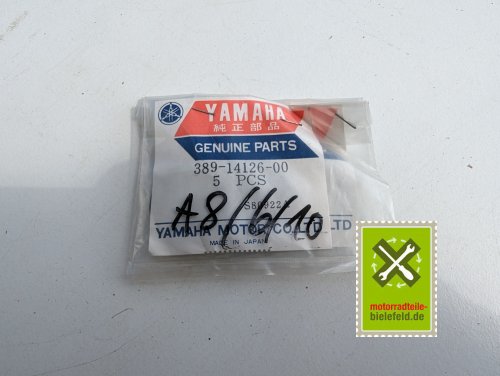 YAMAHA
純正部品
GENUINE PARTS
389-14126-00
5 PCS
S80922
A8/6/10
YAMAHA MOTOR CO., LTD
MADE IN JAPAN
motorradteile-
bielefeld.de